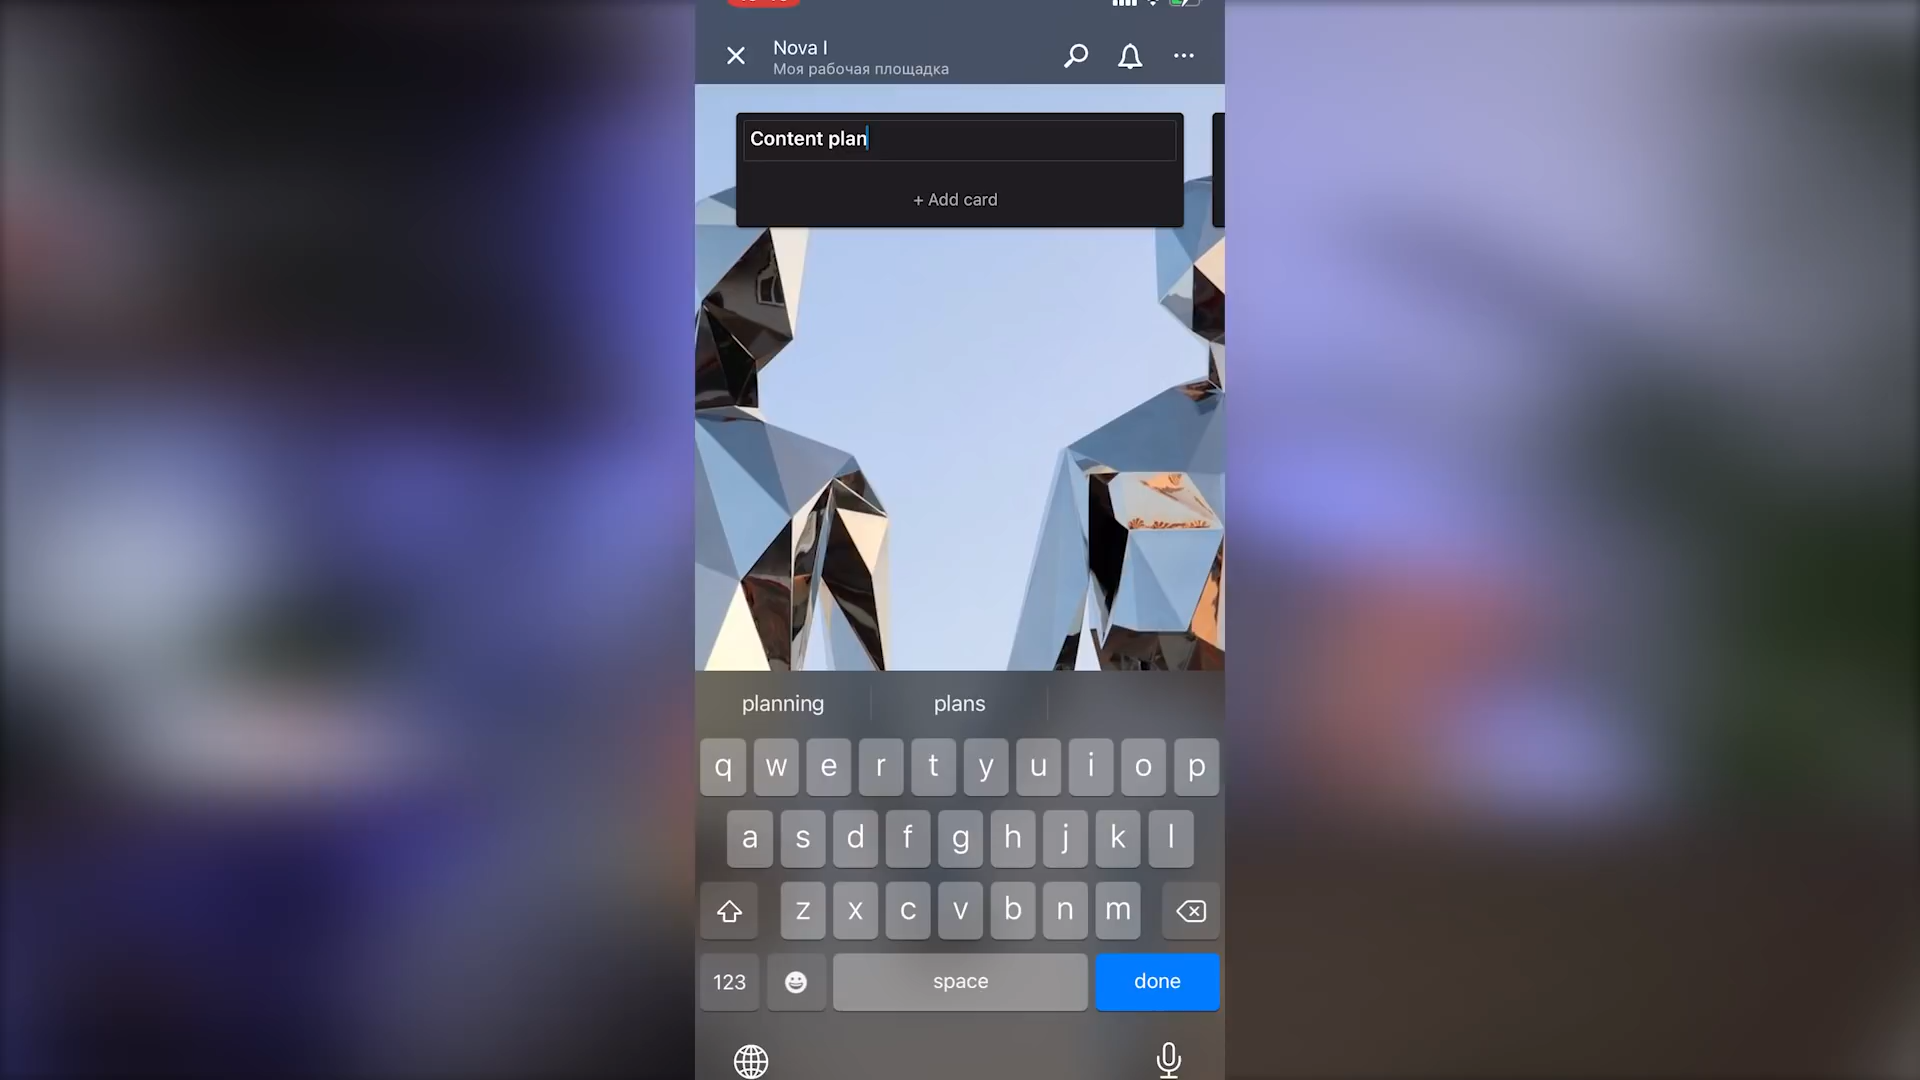 Nova I
Моя рабочая площадка
Content plan
+ Add card
planning plans
q w e r t y u i o p
a s d f g h j k l
z x c v b n m
123 space done